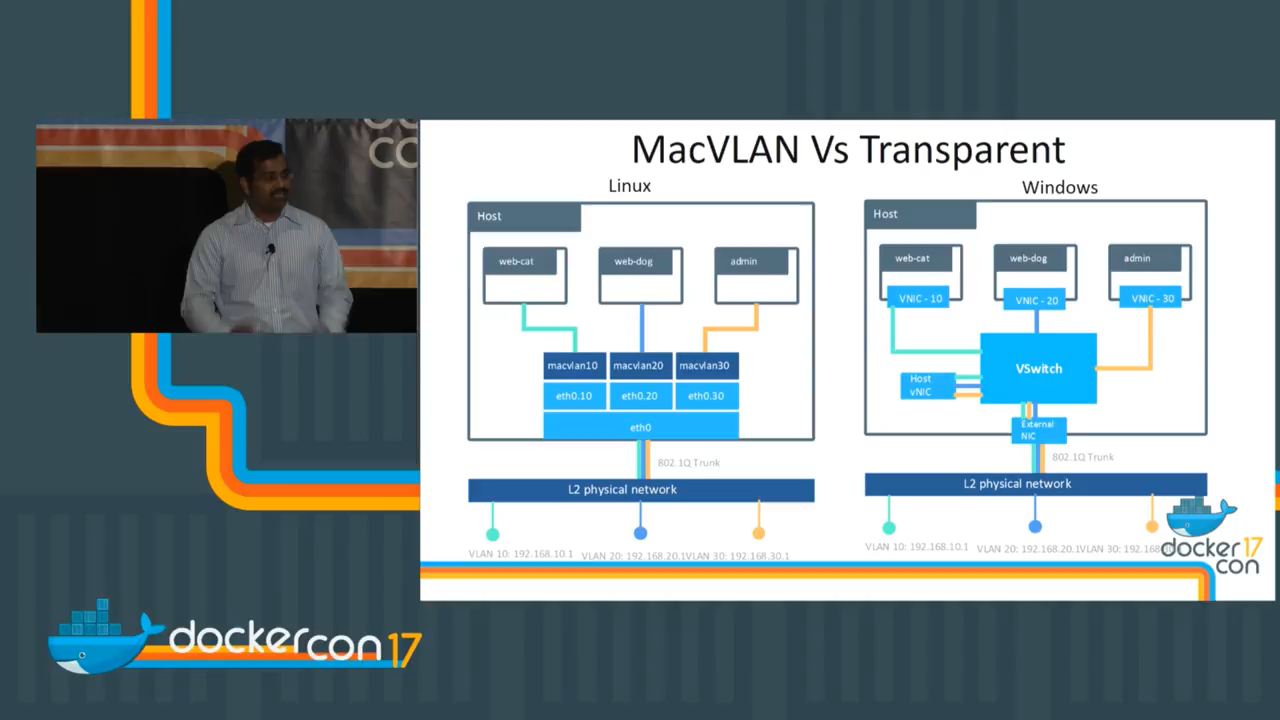 CO
MacVLAN Vs Transparent
Linux
Host
web-cat
web-dog
admin
macvlan10
macvlan20
macvlan30
eth0.10
eth0.20
eth0.30
eth0
802.1Q Trunk
L2 physical network
VLAN 10: 192.168.10.1
VLAN 20: 192.168.20.1
VLAN 30: 192.168.30.1
Windows
Host
web-cat
web-dog
admin
VNIC - 10
VNIC - 20
VNIC - 30
VSwitch
Host
vNIC
External
NIC
802.1Q Trunk
L2 physical network
VLAN 10: 192.168.10.1
VLAN 20: 192.168.20.1
VLAN 30: 192.168
docker 17
con
dockercon 17